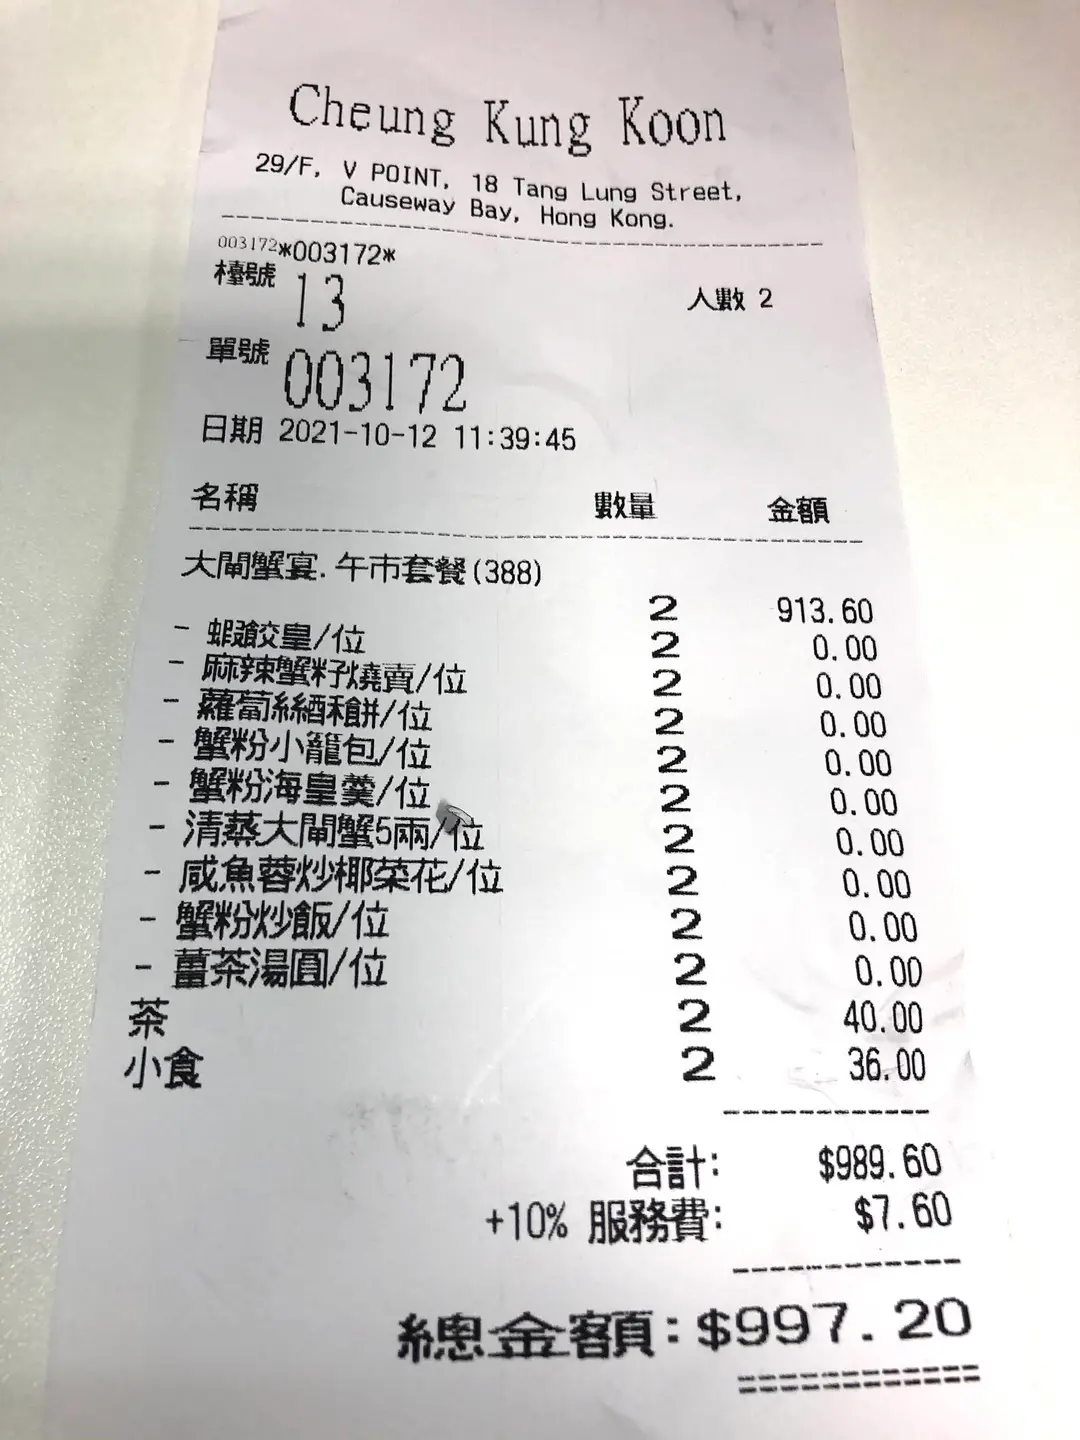 Cheung Kung Koon
29/F, V POINT, 18 Tang Lung Street,
Causeway Bay, Hong Kong.
003172*003172*
檯號 13 人數 2
單號 003172
日期 2021-10-12 11:39:45
名稱 數量 金額
大閘蟹宴.午市套餐(388)
2 913.60
- 蝦餃皇/位 2 0.00
- 麻辣蟹籽燒賣/位 2 0.00
- 蘿蔔絲酥餅/位 2 0.00
- 蟹粉小籠包/位 2 0.00
- 蟹粉海皇羹/位 2 0.00
- 清蒸大閘蟹5兩/位 2 0.00
- 咸魚蓉炒椰菜花/位 2 0.00
- 蟹粉炒飯/位 2 0.00
- 薑茶湯圓/位 2 0.00
茶 2 40.00
小食 2 36.00
合計: $989.60
+10% 服務費: $7.60
總金額: $997.20